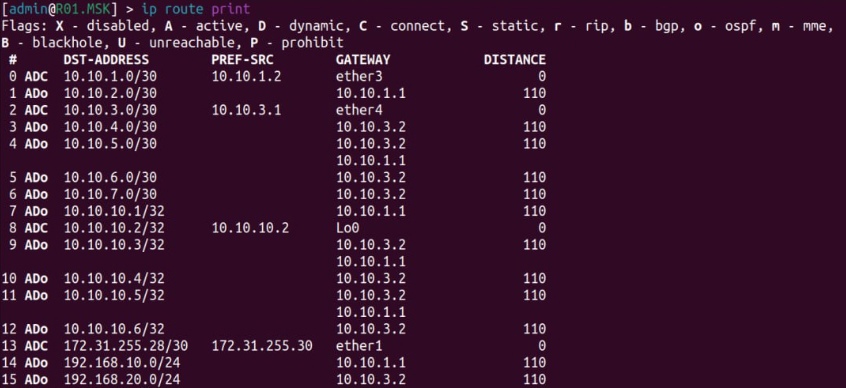 [admin@R01.MSK] > ip route print
Flags: X - disabled, A - active, D - dynamic, C - connect, S - static, r - rip, b - bgp, o - ospf, m - mme,
B - blackhole, U - unreachable, P - prohibit
 #      DST-ADDRESS        PREF-SRC        GATEWAY            DISTANCE
 0 ADC  10.10.1.0/30       10.10.1.2       ether3                    0
 1 ADo  10.10.2.0/30                       10.10.1.1               110
 2 ADC  10.10.3.0/30       10.10.3.1       ether4                    0
 3 ADo  10.10.4.0/30                       10.10.3.2               110
 4 ADo  10.10.5.0/30                       10.10.3.2               110
                                           10.10.1.1
 5 ADo  10.10.6.0/30                       10.10.3.2               110
 6 ADo  10.10.7.0/30                       10.10.3.2               110
 7 ADo  10.10.10.1/32                      10.10.1.1               110
 8 ADC  10.10.10.2/32      10.10.10.2      Lo0                       0
 9 ADo  10.10.10.3/32                      10.10.3.2               110
                                           10.10.1.1
10 ADo  10.10.10.4/32                      10.10.3.2               110
11 ADo  10.10.10.5/32                      10.10.3.2               110
                                           10.10.1.1
12 ADo  10.10.10.6/32                      10.10.3.2               110
13 ADC  172.31.255.28/30   172.31.255.30   ether1                    0
14 ADo  192.168.10.0/24                    10.10.1.1               110
15 ADo  192.168.20.0/24                    10.10.3.2               110